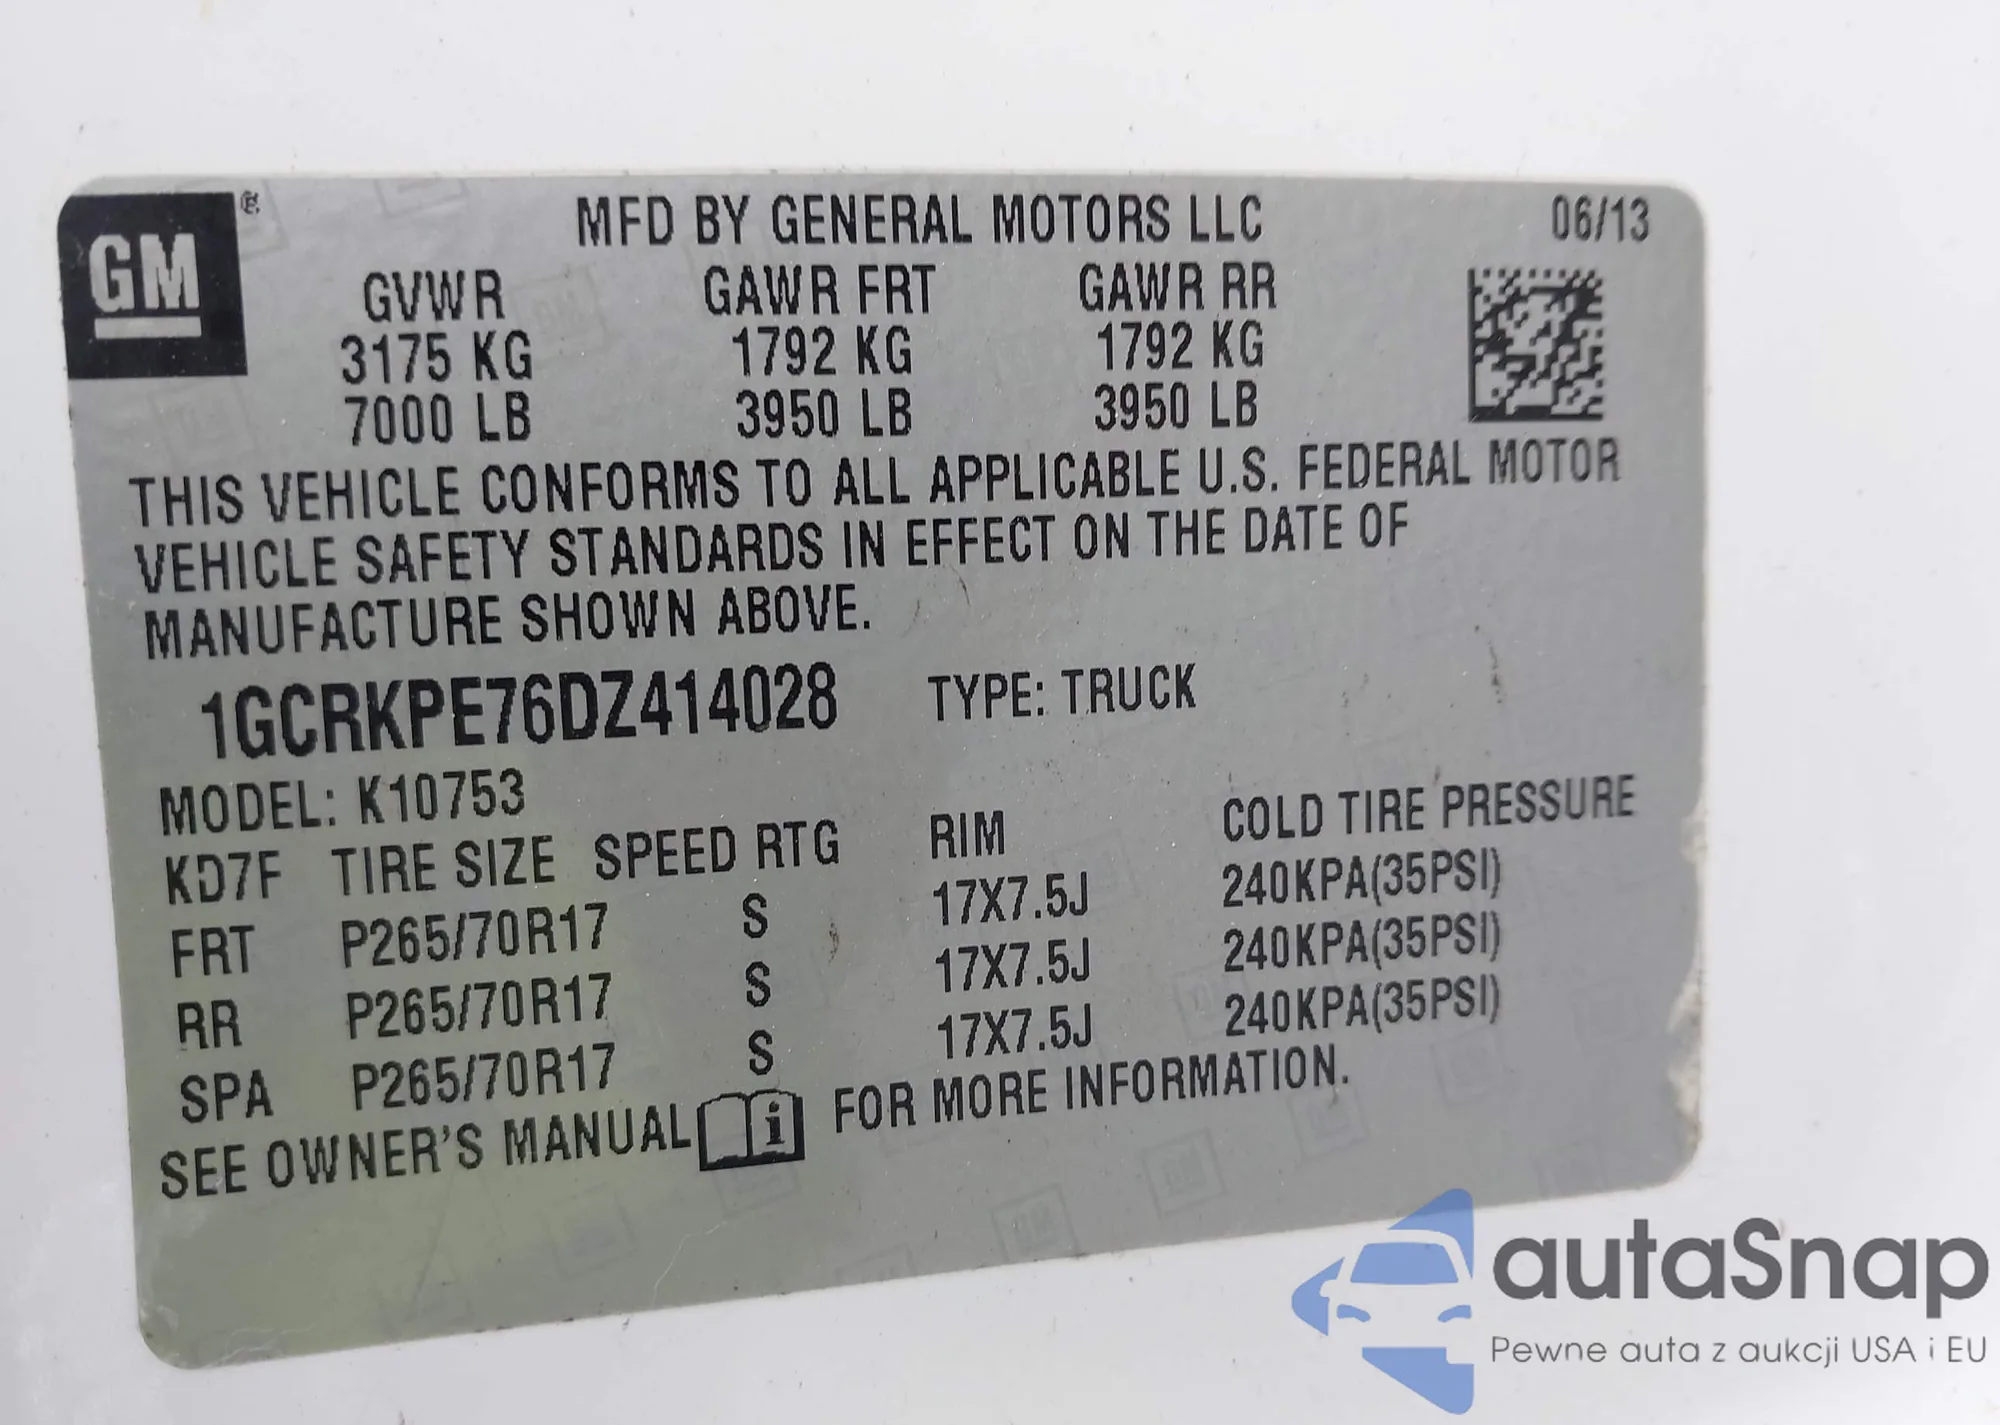 GM ® MFD BY GENERAL MOTORS LLC 06/13
GVWR GAWR FRT GAWR RR
3175 KG 1792 KG 1792 KG
7000 LB 3950 LB 3950 LB
THIS VEHICLE CONFORMS TO ALL APPLICABLE U.S. FEDERAL MOTOR
VEHICLE SAFETY STANDARDS IN EFFECT ON THE DATE OF
MANUFACTURE SHOWN ABOVE.
1GCRKPE76DZ414028 TYPE: TRUCK
MODEL: K10753
KD7F TIRE SIZE SPEED RTG RIM COLD TIRE PRESSURE
FRT P265/70R17 S 17X7.5J 240KPA(35PSI)
RR P265/70R17 S 17X7.5J 240KPA(35PSI)
SPA P265/70R17 S 17X7.5J 240KPA(35PSI)
SEE OWNER'S MANUAL i FOR MORE INFORMATION.
autaSnap
Pewne auta z aukcji USA i EU